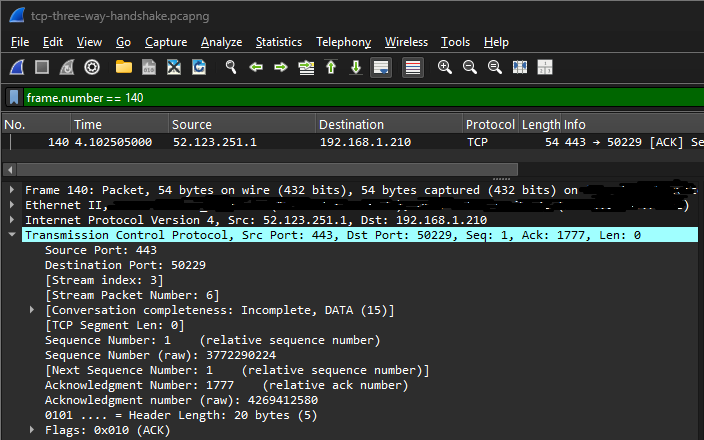 tcp-three-way-handshake.pcapng
File Edit View Go Capture Analyze Statistics Telephony Wireless Tools Help
frame.number == 140
No. Time Source Destination Protocol Length Info
140 4.102505000 52.123.251.1 192.168.1.210 TCP 54 443 → 50229 [ACK] Se
Frame 140: Packet, 54 bytes on wire (432 bits), 54 bytes captured (432 bits) on
Ethernet II,
Internet Protocol Version 4, Src: 52.123.251.1, Dst: 192.168.1.210
Transmission Control Protocol, Src Port: 443, Dst Port: 50229, Seq: 1, Ack: 1777, Len: 0
Source Port: 443
Destination Port: 50229
[Stream index: 3]
[Stream Packet Number: 6]
[Conversation completeness: Incomplete, DATA (15)]
[TCP Segment Len: 0]
Sequence Number: 1 (relative sequence number)
Sequence Number (raw): 3772290224
[Next Sequence Number: 1 (relative sequence number)]
Acknowledgment Number: 1777 (relative ack number)
Acknowledgment number (raw): 4269412580
0101 .... = Header Length: 20 bytes (5)
Flags: 0x010 (ACK)